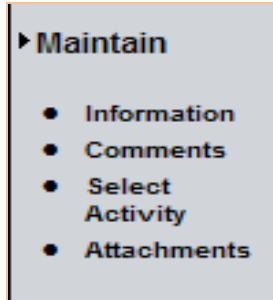 Maintain
Information
Comments
Select
Activity
Attachments